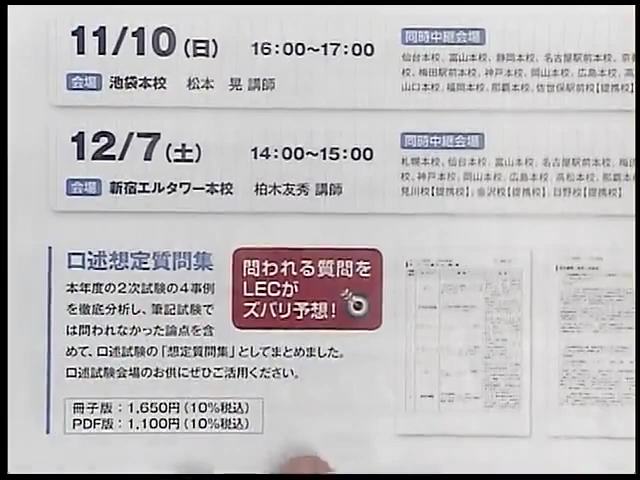 11/10（日） 16:00〜17:00
会場 池袋本校 松本 晃 講師
同時中継会場
仙台本校、富山本校、静岡本校、名古屋駅前本校、京都
校、梅田駅前本校、神戸本校、岡山本校、広島本校、高
山口本校、福岡本校、那覇本校、佐世保駅前校【提携校】
12/7（土） 14:00〜15:00
会場 新宿エルタワー本校 柏木友秀 講師
同時中継会場
札幌本校、仙台本校、富山本校、名古屋駅前本校、梅田
校、神戸本校、岡山本校、広島本校、高松本校、那覇本
見川校【提携校】、金沢校【提携校】、日野校【提携校】
口述想定質問集
本年度の2次試験の4事例
を徹底分析し、筆記試験で
は問われなかった論点を含
めて、口述試験の「想定質問集」としてまとめました。
口述試験会場のお供にぜひご活用ください。
問われる質問を
LECが
ズバリ予想！
冊子版：1,650円（10%税込）
PDF版：1,100円（10%税込）